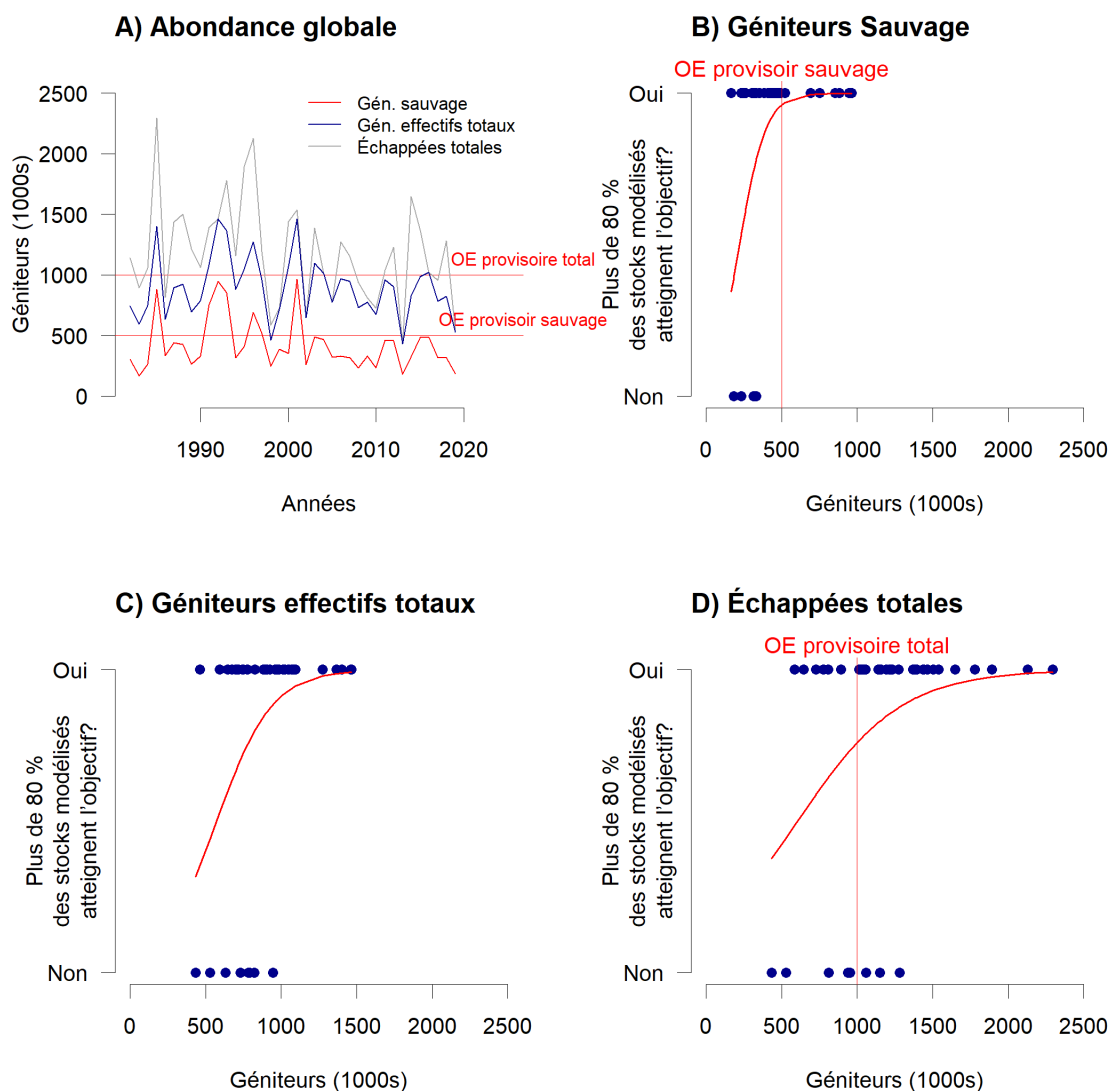 A) Abondance globale
Géniteurs (1000s)
2500
2000
1500
1000
500
0
Gén. sauvage
Gén. effectifs totaux
Échappées totales
OE provisoire total
OE provisoir sauvage
1990
2000
2010
2020
Années
B) Géniteurs Sauvage
OE provisoir sauvage
Plus de 80 %
des stocks modélisés
atteignent l'objectif?
Oui
Non
0
500
1000
1500
2000
2500
Géniteurs (1000s)
C) Géniteurs effectifs totaux
Plus de 80 %
des stocks modélisés
atteignent l'objectif?
Oui
Non
0
500
1000
1500
2000
2500
Géniteurs (1000s)
D) Échappées totales
OE provisoire total
Plus de 80 %
des stocks modélisés
atteignent l'objectif?
Oui
Non
0
500
1000
1500
2000
2500
Géniteurs (1000s)